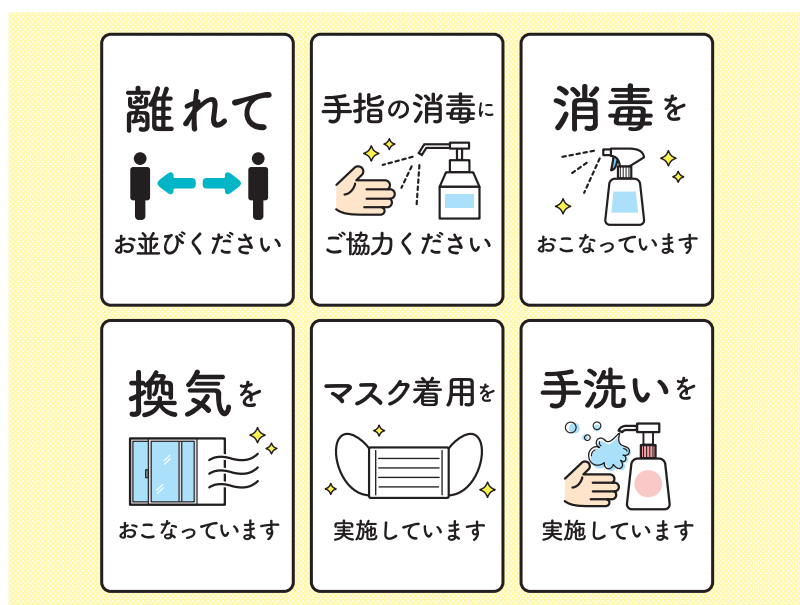 離れて
お並びください
手指の消毒に
ご協力ください
消毒を
おこなっています
換気を
おこなっています
マスク着用を
実施しています
手洗いを
実施しています